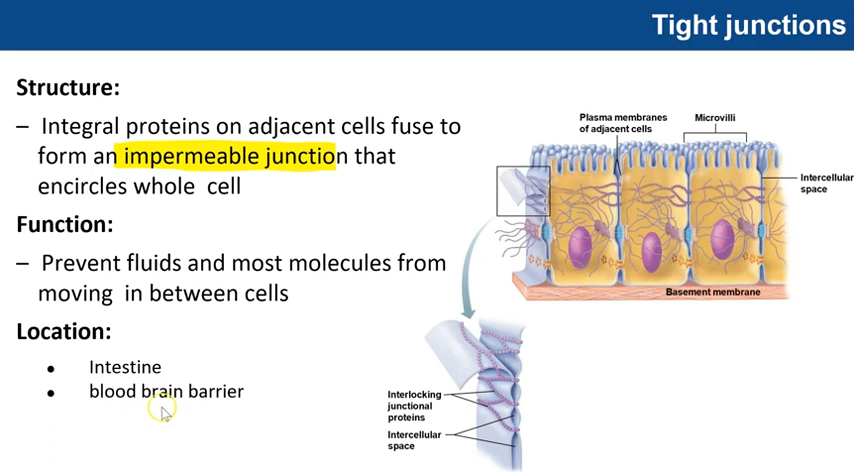 Tight junctions
Structure:
– Integral proteins on adjacent cells fuse to
form an impermeable junction that
encircles whole cell
Function:
– Prevent fluids and most molecules from
moving in between cells
Location:
• Intestine
• blood brain barrier
Plasma membranes
of adjacent cells
Microvilli
Intercellular
space
Basement membrane
Interlocking
junctional
proteins
Intercellular
space